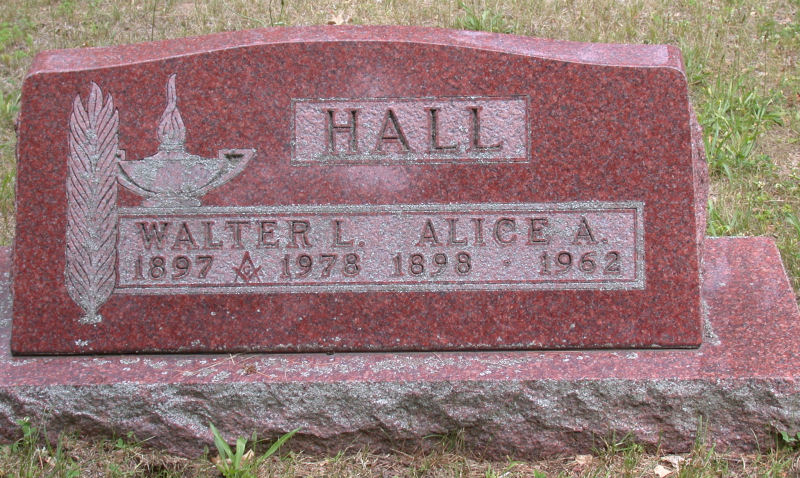 HALL
WALTER L. ALICE A.
1897 1978 1898 · 1962